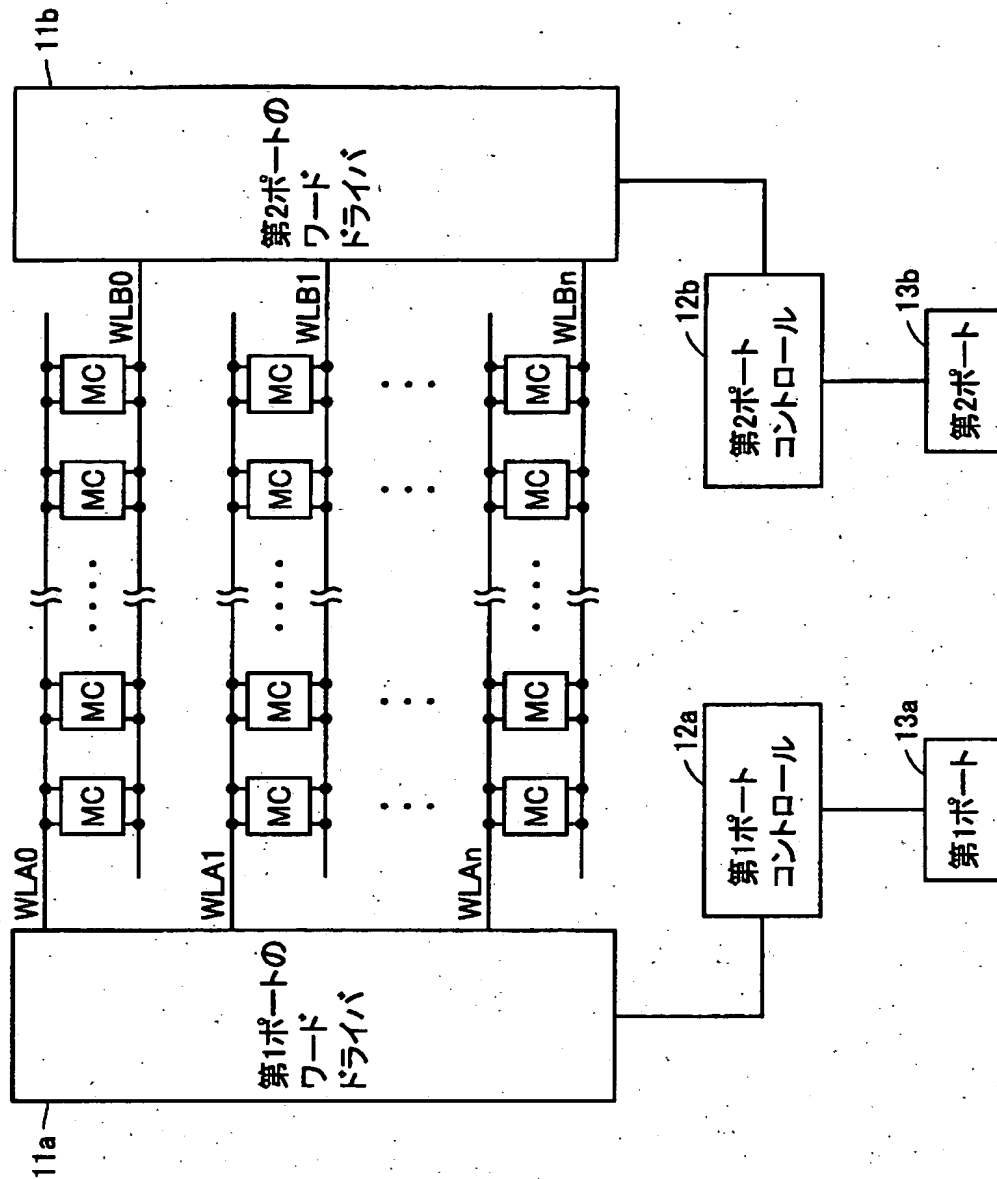 11a
第1ポートの
ワード
ドライバ
WLA0
MC
MC
MC
MC
WLB0
WLA1
MC
MC
MC
MC
WLB1
WLAn
MC
MC
MC
MC
WLBn
11b
第2ポートの
ワード
ドライバ
12a
第1ポート
コントロール
12b
第2ポート
コントロール
13a
第1ポート
13b
第2ポート